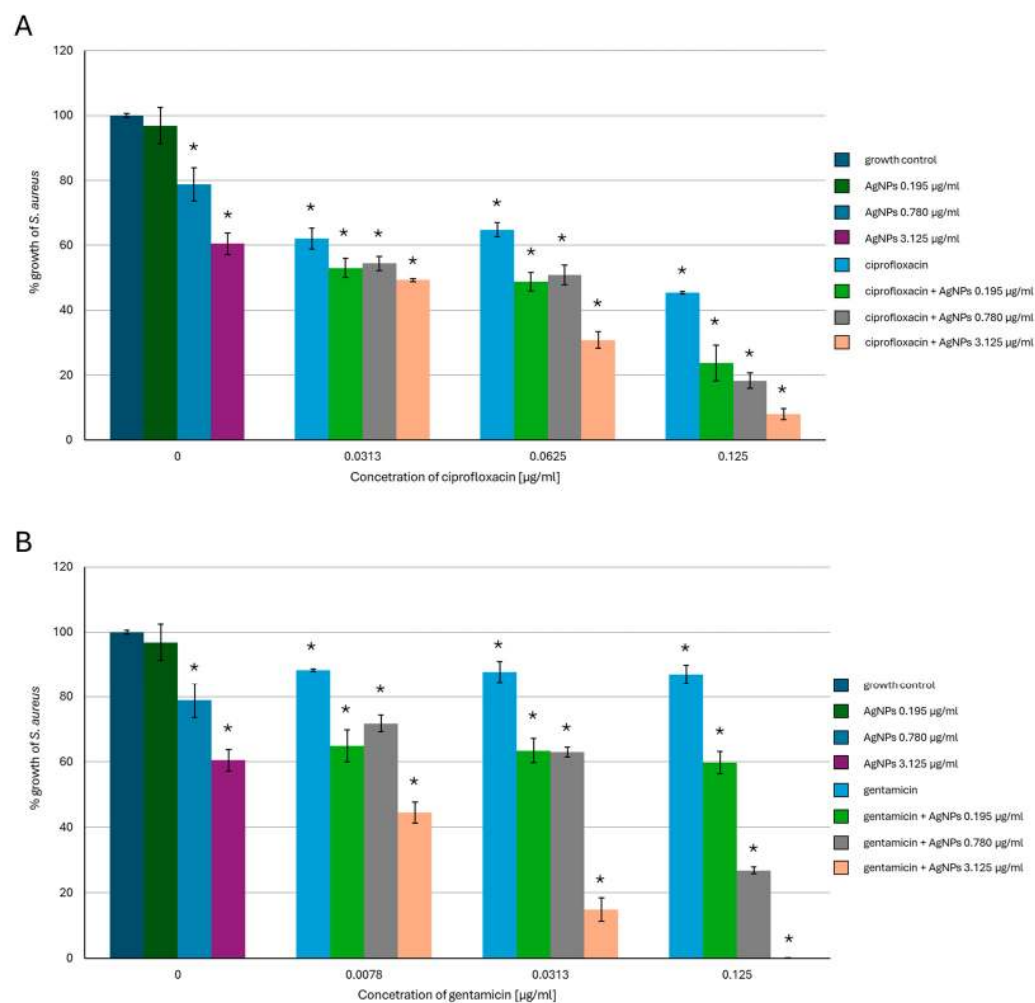 A
120
100
80
60
40
20
0
% growth of S. aureus
* * * * * * * * * * * * * *
0 0.0313 0.0625 0.125
Concetration of ciprofloxacin [µg/ml]
growth control
AgNPs 0.195 µg/ml
AgNPs 0.780 µg/ml
AgNPs 3.125 µg/ml
ciprofloxacin
ciprofloxacin + AgNPs 0.195 µg/ml
ciprofloxacin + AgNPs 0.780 µg/ml
ciprofloxacin + AgNPs 3.125 µg/ml
B
120
100
80
60
40
20
0
% growth of S. aureus
* * * * * * * * * * * * * *
0 0.0078 0.0313 0.125
Concetration of gentamicin [µg/ml]
growth control
AgNPs 0.195 µg/ml
AgNPs 0.780 µg/ml
AgNPs 3.125 µg/ml
gentamicin
gentamicin + AgNPs 0.195 µg/ml
gentamicin + AgNPs 0.780 µg/ml
gentamicin + AgNPs 3.125 µg/ml